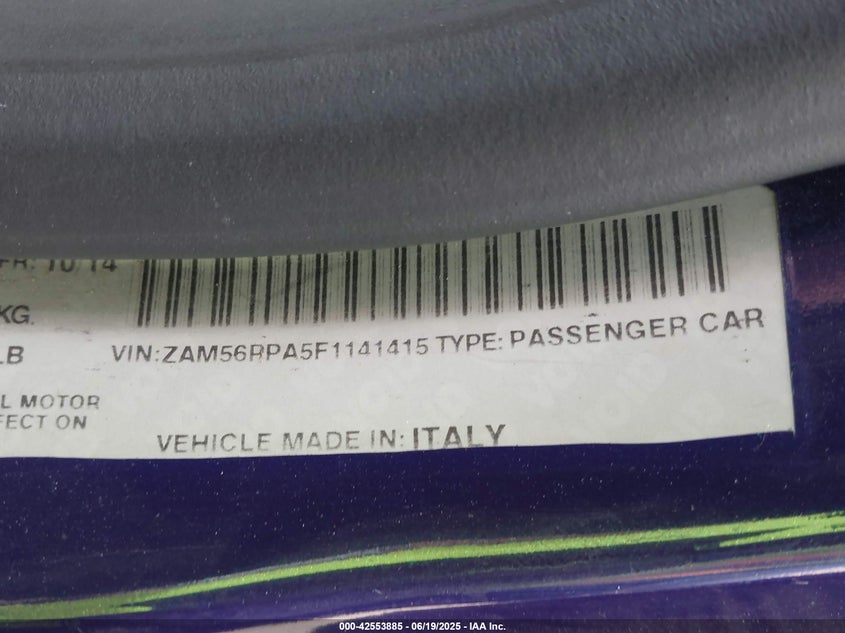 FR: 10/14
KG.
LB
VIN:ZAM56RPA5F1141415 TYPE: PASSENGER CAR
L MOTOR
FECT ON
VEHICLE MADE IN: ITALY
000-42553885 - 06/19/2025 - IAA Inc.